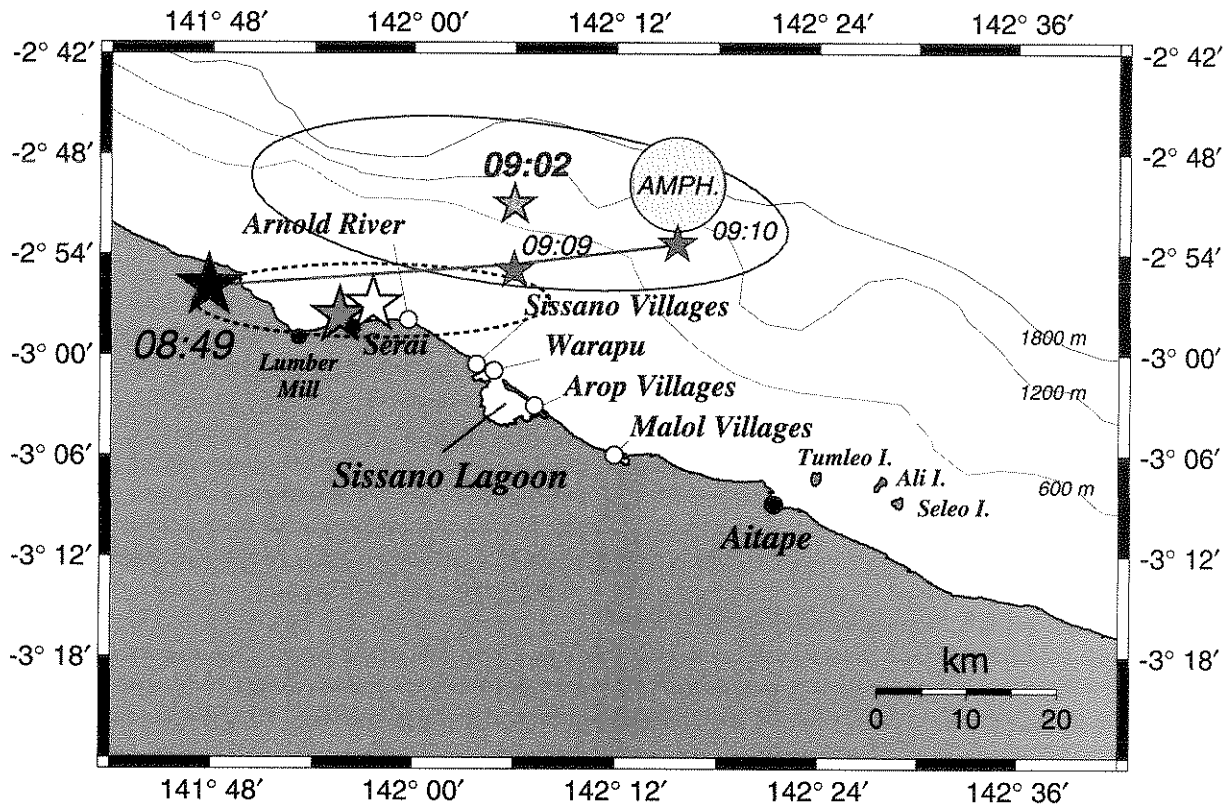 141° 48′ 142° 00′ 142° 12′ 142° 24′ 142° 36′
-2° 42′ -2° 42′
-2° 48′ -2° 48′
09:02
AMPH.
Arnold River
09:09
09:10
-2° 54′ -2° 54′
Sissano Villages
08:49
Serai
Warapu
1800 m
-3° 00′ -3° 00′
Lumber
Mill
Arop Villages
1200 m
Malol Villages
-3° 06′ -3° 06′
Sissano Lagoon
Tumleo I.
Ali I.
600 m
Seleo I.
Aitape
-3° 12′ -3° 12′
-3° 18′ -3° 18′
km
0 10 20
141° 48′ 142° 00′ 142° 12′ 142° 24′ 142° 36′